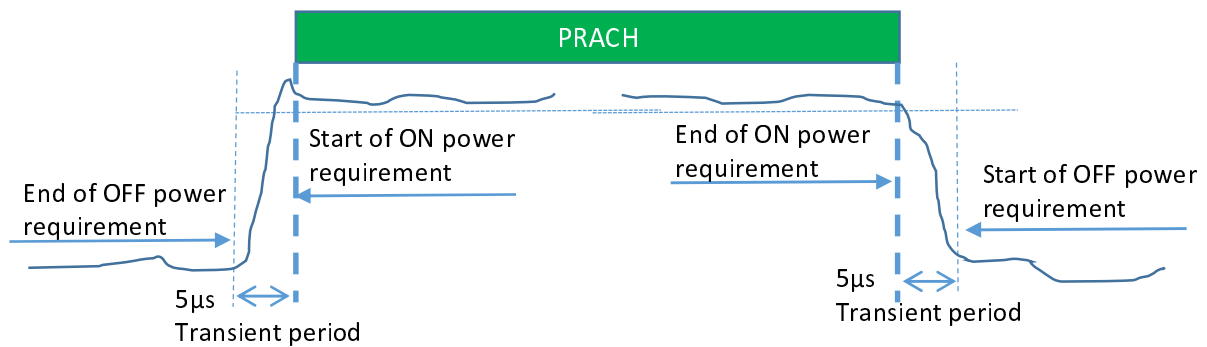 PRACH
Start of ON power
requirement
End of ON power
requirement
End of OFF power
requirement
Start of OFF power
requirement
5µs
Transient period
5µs
Transient period